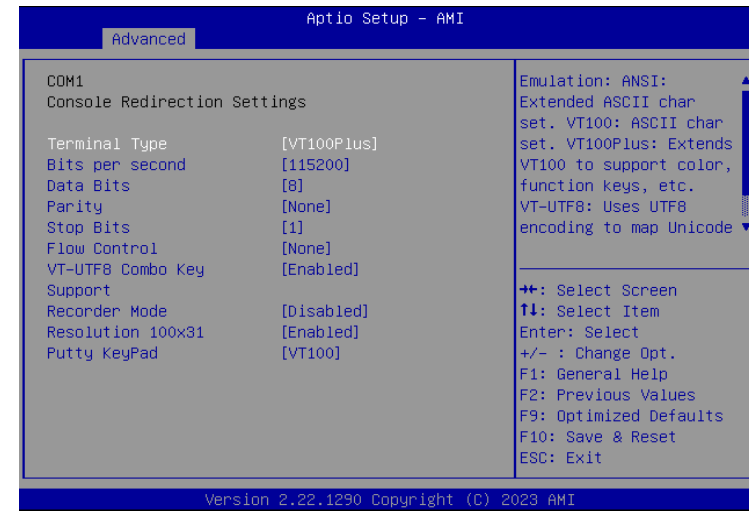 Aptio Setup – AMI
Advanced
COM1
Console Redirection Settings
Terminal Type [VT100Plus]
Bits per second [115200]
Data Bits [8]
Parity [None]
Stop Bits [1]
Flow Control [None]
VT-UTF8 Combo Key [Enabled]
Support
Recorder Mode [Disabled]
Resolution 100x31 [Enabled]
Putty KeyPad [VT100]
Emulation: ANSI:
Extended ASCII char
set. VT100: ASCII char
set. VT100Plus: Extends
VT100 to support color,
function keys, etc.
VT-UTF8: Uses UTF8
encoding to map Unicode
→←: Select Screen
↑↓: Select Item
Enter: Select
+/- : Change Opt.
F1: General Help
F2: Previous Values
F9: Optimized Defaults
F10: Save & Reset
ESC: Exit
Version 2.22.1290 Copyright (C) 2023 AMI